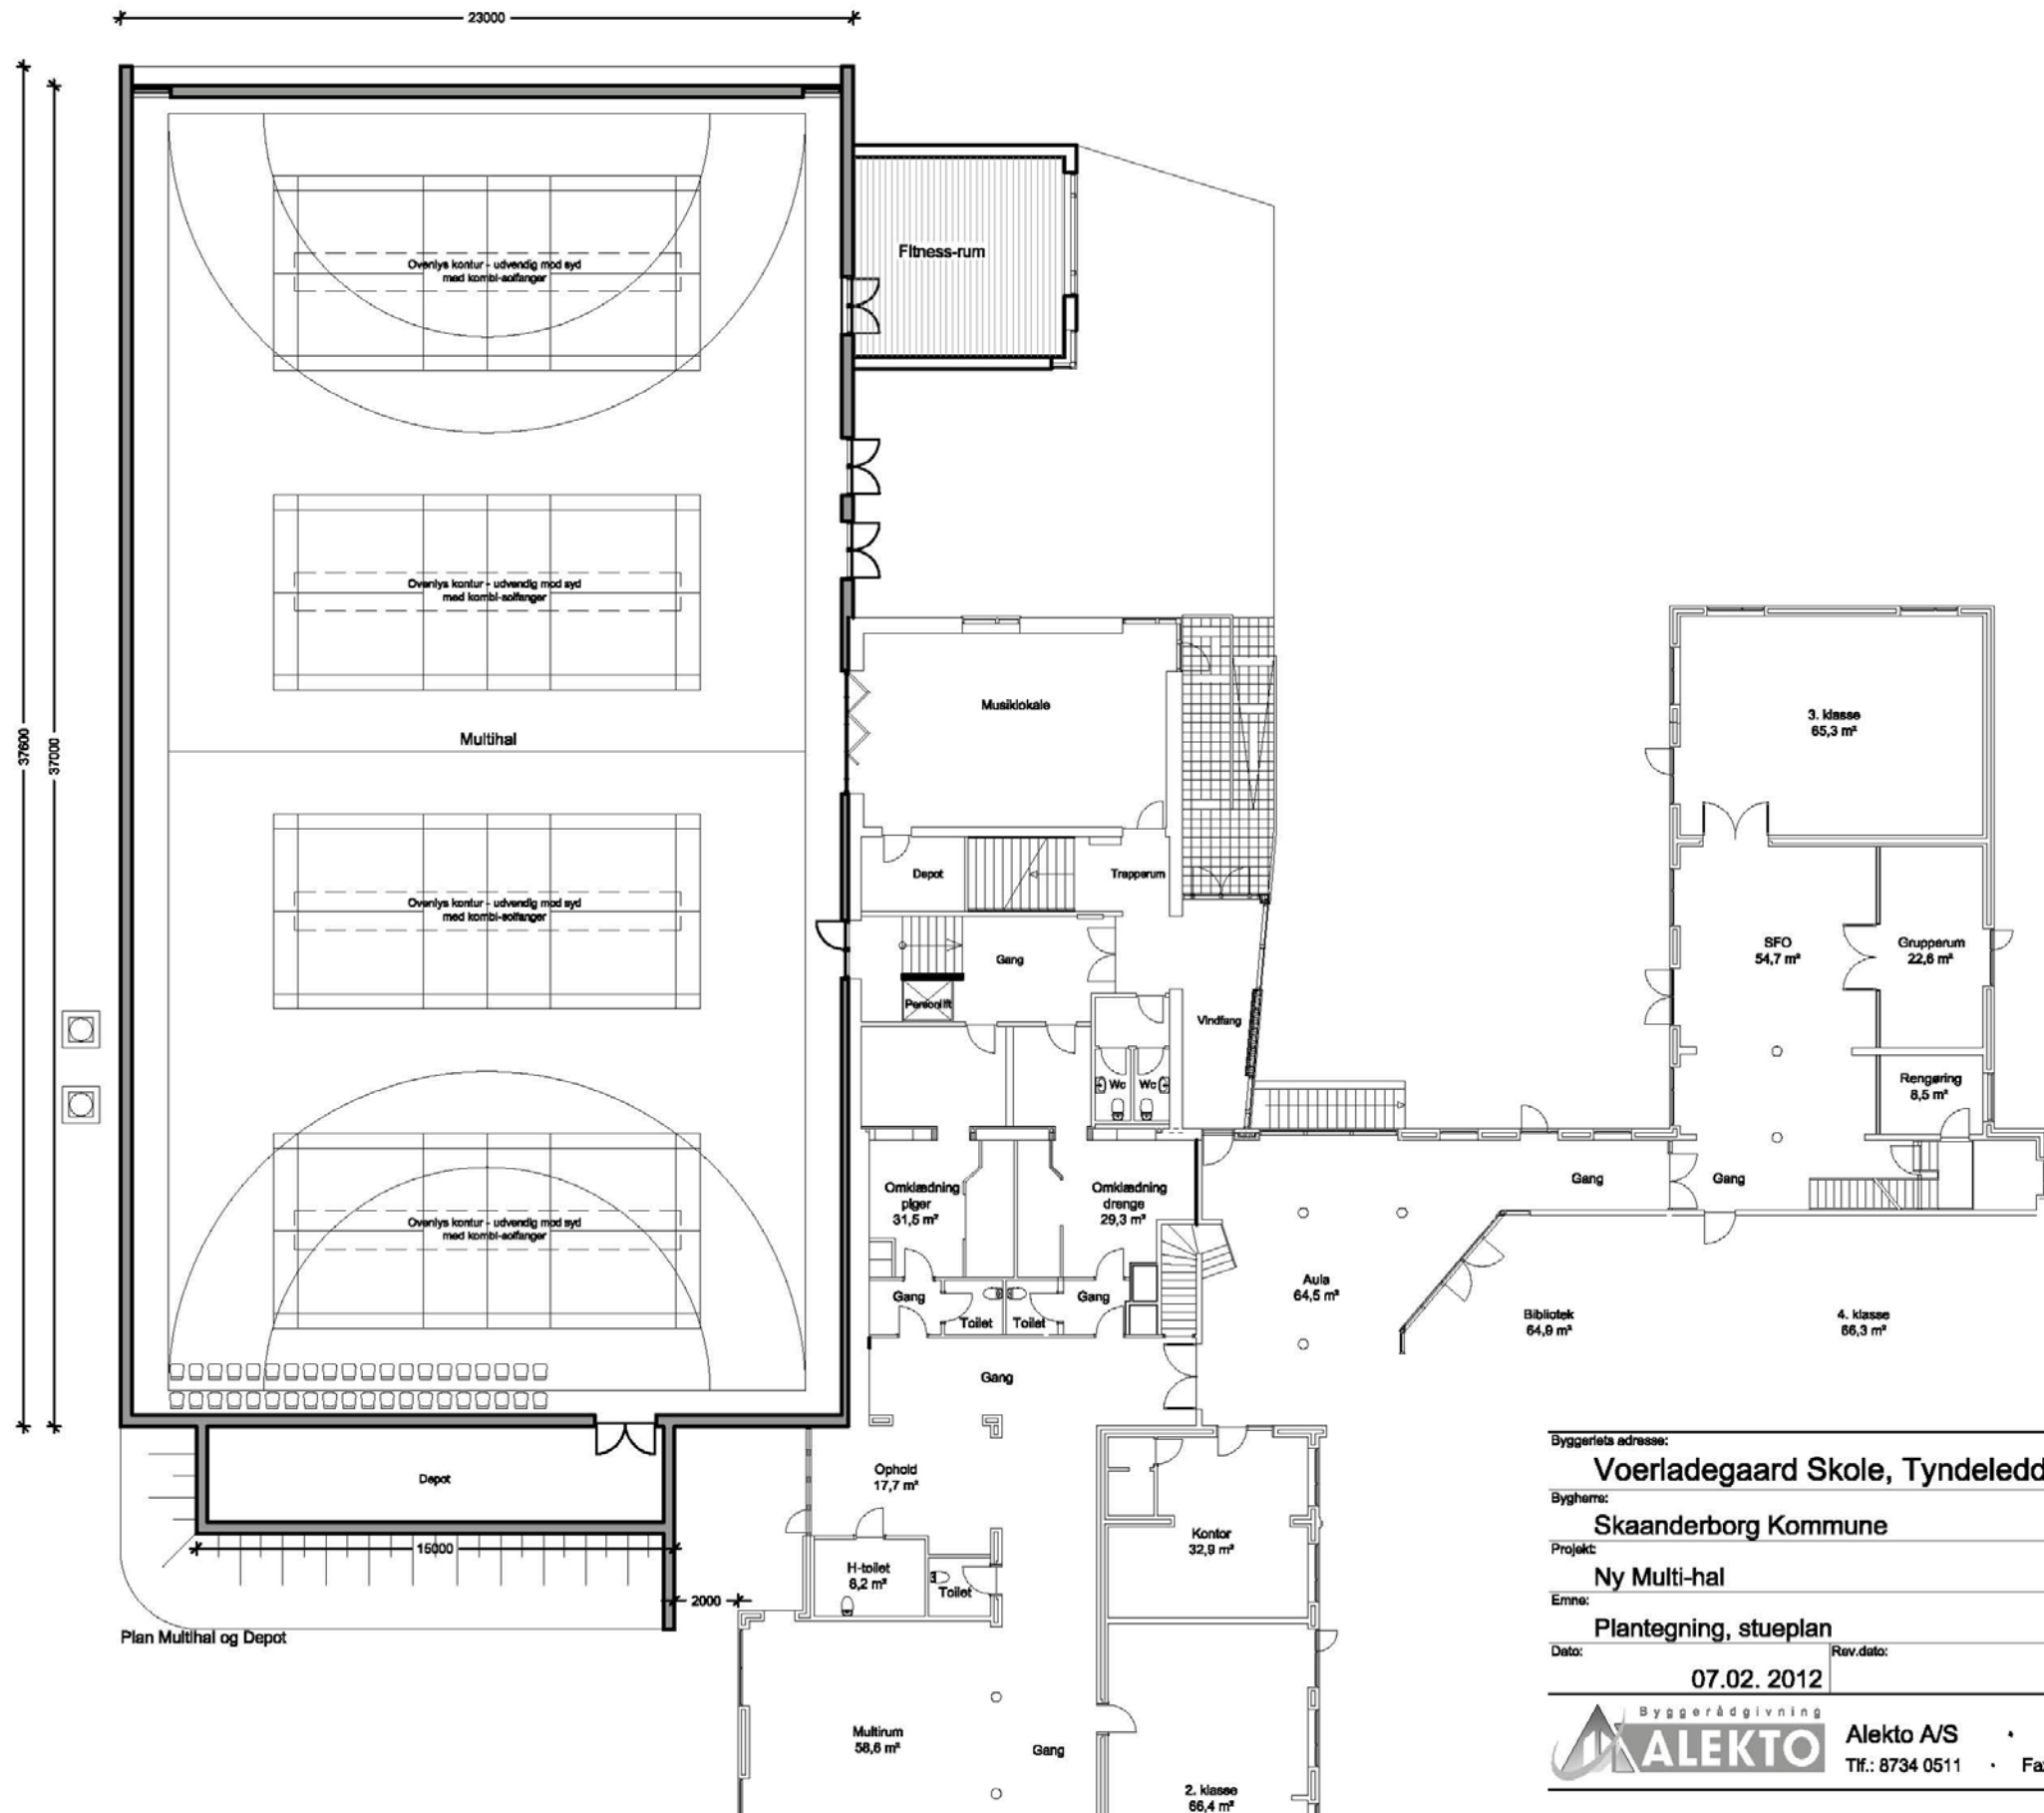 23000
37600
37000
Fitness-rum
Ovenlys kontur - udvendig mod syd
med kombi-solfanger
Ovenlys kontur - udvendig mod syd
med kombi-solfanger
Musiklokale
Multihal
3. klasse
65,3 m²
Depot
Trapperum
Ovenlys kontur - udvendig mod syd
med kombi-solfanger
Gang
SFO
54,7 m²
Grupperum
22,6 m²
Personlift
Vindfang
Wc
Wc
Rengøring
8,5 m²
Omklædning
piger
31,5 m²
Omklædning
drenge
29,3 m²
Gang
Gang
Ovenlys kontur - udvendig mod syd
med kombi-solfanger
Aula
64,5 m²
Gang
Toilet
Toilet
Gang
Bibliotek
64,9 m²
4. klasse
66,3 m²
Gang
Depot
Ophold
17,7 m²
15000
Kontor
32,9 m²
H-toilet
8,2 m²
Toilet
2000
Plan Multihal og Depot
Multirum
58,6 m²
Gang
2. klasse
66,4 m²
Byggeriets adresse:
Voerladegaard Skole, Tyndeledd
Bygherre:
Skaanderborg Kommune
Projekt:
Ny Multi-hal
Emne:
Plantegning, stueplan
Dato:
Rev.dato:
07.02. 2012
Byggerådgivning
ALEKTO
Alekto A/S ·
Tlf.: 8734 0511 · Fa